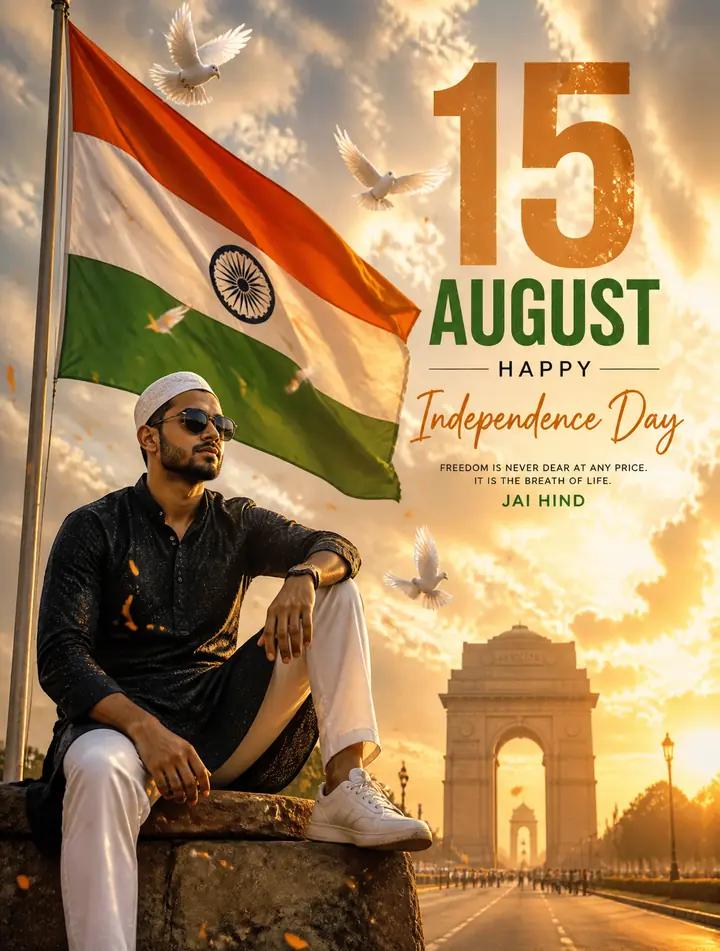 15
AUGUST
HAPPY
Independence Day
FREEDOM IS NEVER DEAR AT ANY PRICE.
IT IS THE BREATH OF LIFE.
JAI HIND